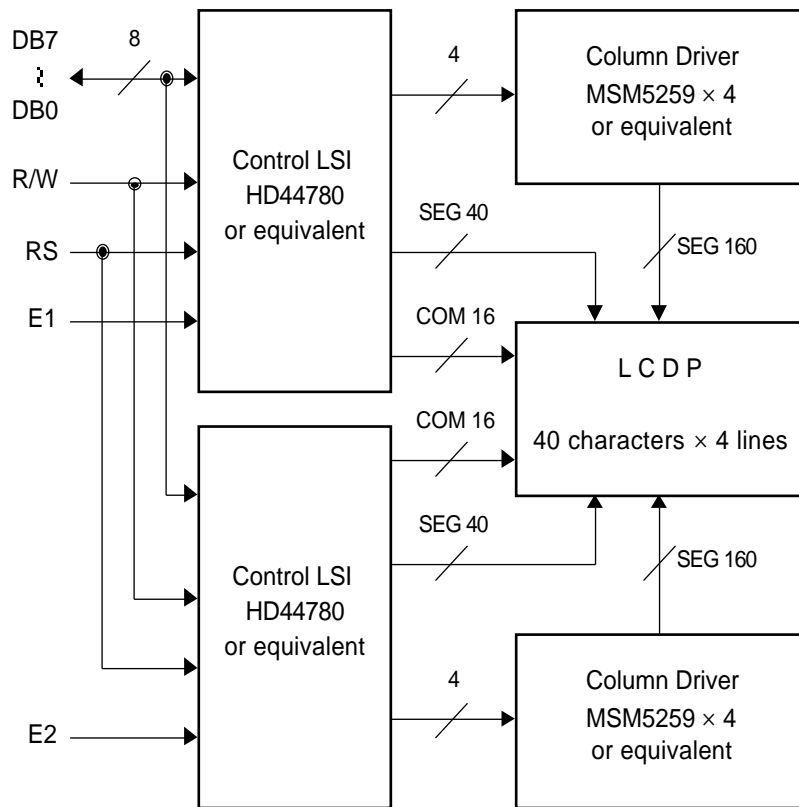 DB7
DB0
8
R/W
RS
E1
Control LSI
HD44780
or equivalent
4
Column Driver
MSM5259 × 4
or equivalent
SEG 40
SEG 160
COM 16
L C D P
40 characters × 4 lines
COM 16
SEG 40
SEG 160
Control LSI
HD44780
or equivalent
E2
4
Column Driver
MSM5259 × 4
or equivalent